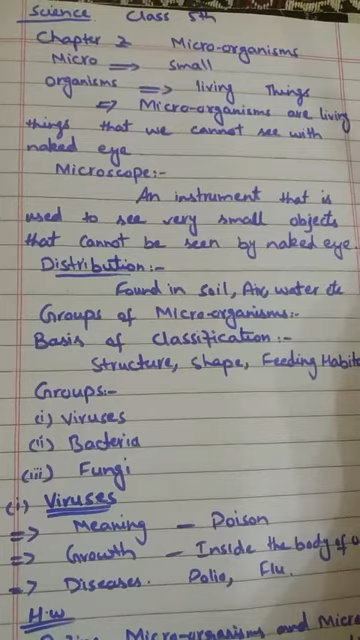 Science Class 5th
Chapter 2 Micro-organisms
Micro ⟹ small
organisms ⟹ living Things
⇒ Micro-organisms are living
things that we cannot see with
naked eye
Microscope:-
An instrument that is
used to see very small objects
that cannot be seen by naked eye.
Distribution:-
Found in soil, Air, water etc
Groups of Micro-organisms:-
Basis of Classification:-
Structure, Shape, Feeding Habits
Groups:-
(i) Viruses
(ii) Bacteria
(iii) Fungi
(i) Viruses
⇒ Meaning — Poison
⇒ Growth — Inside the body of
⇒ Diseases. Polio, Flu.
H.W
Micro-organisms and Micro